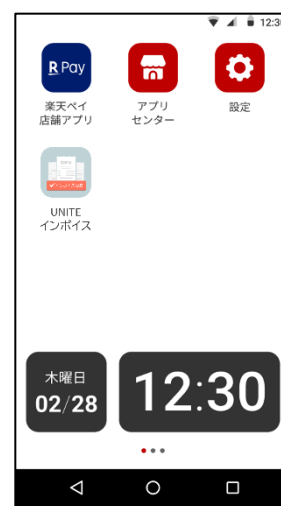 12:30
R Pay
楽天ペイ
店舗アプリ
アプリ
センター
設定
UNITE
インボイス
木曜日
02/28
12:30